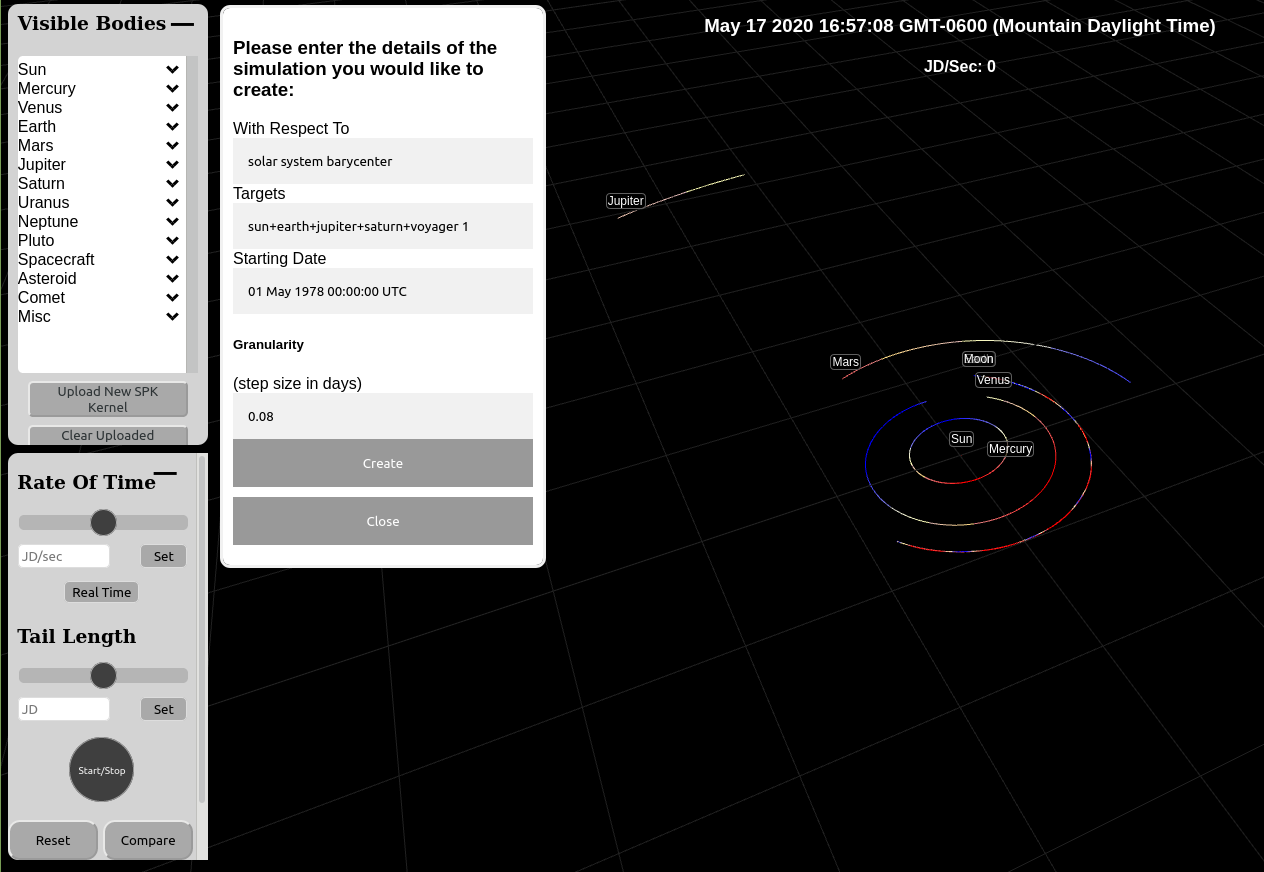 Visible Bodies
Sun
Mercury
Venus
Earth
Mars
Jupiter
Saturn
Uranus
Neptune
Pluto
Spacecraft
Asteroid
Comet
Misc
Upload New SPK
Kernel
Clear Uploaded
Rate Of Time
JD/sec
Set
Real Time
Tail Length
JD
Set
Start/Stop
Reset
Compare
Please enter the details of the
simulation you would like to
create:
With Respect To
solar system barycenter
Targets
sun+earth+jupiter+saturn+voyager 1
Starting Date
01 May 1978 00:00:00 UTC
Granularity
(step size in days)
0.08
Create
Close
May 17 2020 16:57:08 GMT-0600 (Mountain Daylight Time)
JD/Sec: 0
Jupiter
Mars
Moon
Venus
Sun
Mercury